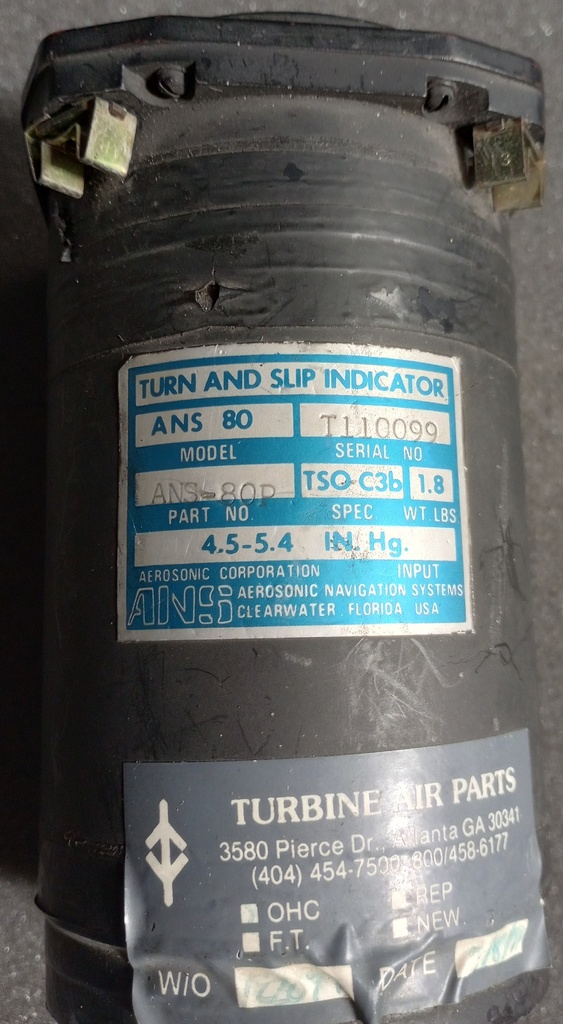 TURN AND SLIP INDICATOR
ANS 80 T110099
MODEL SERIAL NO.
ANS-80P TSO-C3b 1.8
PART NO. SPEC WT. LBS
4.5-5.4 IN. Hg.
AEROSONIC CORPORATION INPUT
ANS AEROSONIC NAVIGATION SYSTEMS
CLEARWATER, FLORIDA USA
TURBINE AIR PARTS
3580 Pierce Dr., Atlanta GA 30341
(404) 454-7500 800/458-6177
OHC REP
F.T. NEW
W/O DATE